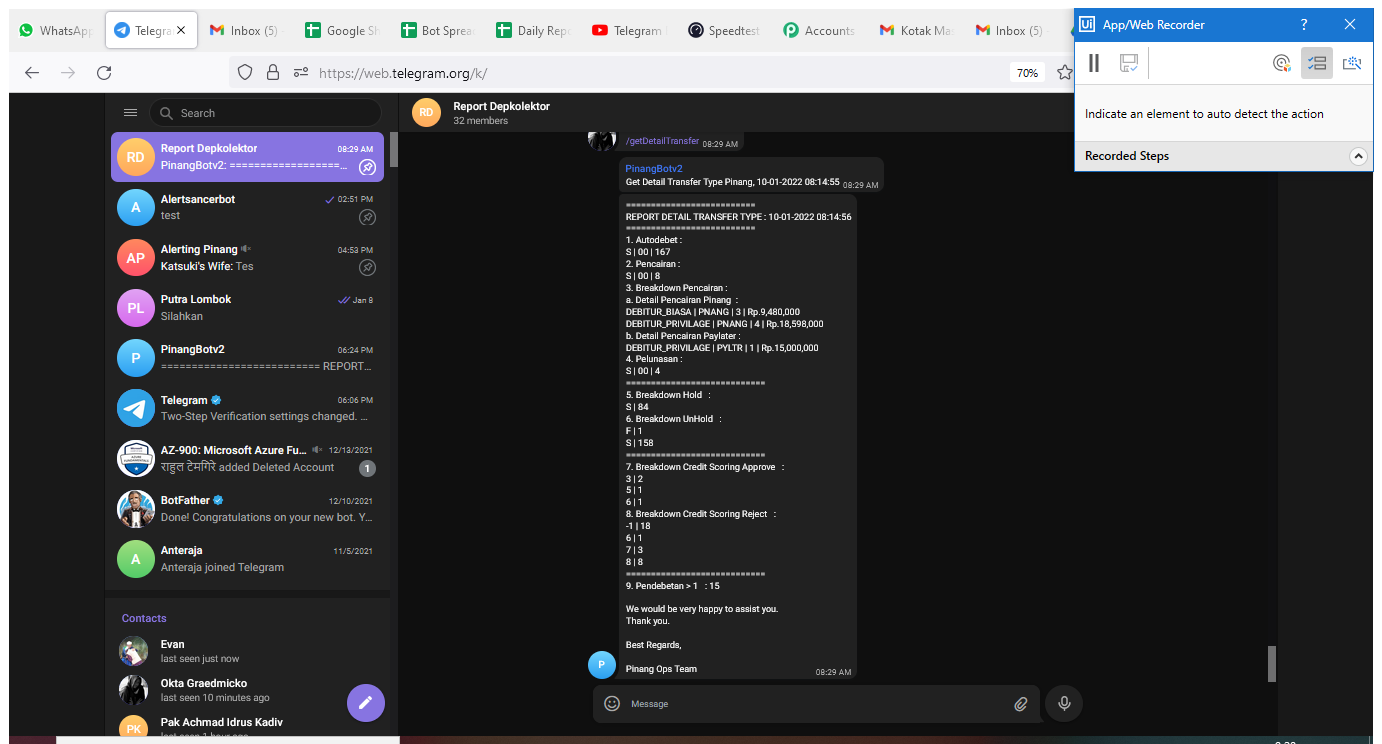 WhatsApp
Telegra
Inbox (5)
Google Sh
Bot Sprea
Daily Rep
Telegram
Speedtest
Accounts
Kotak Mas
Inbox (5)
App/Web Recorder
?
https://web.telegram.org/k/
70%
Indicate an element to auto detect the action
Recorded Steps
Search
RD
Report Depkolektor
08:29 AM
PinangBotv2: ==================...
A
Alertsancerbot
02:51 PM
test
AP
Alerting Pinang
04:53 PM
Katsuki's Wife: Tes
PL
Putra Lombok
Jan 8
Silahkan
P
PinangBotv2
06:24 PM
========================== REPORT...
Telegram
06:06 PM
Two-Step Verification settings changed. ...
AZ-900: Microsoft Azure Fu...
12/13/2021
राहुल टेमगिरे added Deleted Account
1
BotFather
12/10/2021
Done! Congratulations on your new bot. Y...
A
Anteraja
11/5/2021
Anteraja joined Telegram
Contacts
Evan
last seen just now
Okta Graedmicko
last seen 10 minutes ago
PK
Pak Achmad Idrus Kadiv
last seen 1 hour ago
RD
Report Depkolektor
32 members
/getDetailTransfer 08:29 AM
PinangBotv2
Get Detail Transfer Type Pinang, 10-01-2022 08:14:55 08:29 AM
==========================
REPORT DETAIL TRANSFER TYPE : 10-01-2022 08:14:56
==========================
1. Autodebet :
S | 00 | 167
2. Pencairan :
S | 00 | 8
3. Breakdown Pencairan :
a. Detail Pencairan Pinang :
DEBITUR_BIASA | PNANG | 3 | Rp.9,480,000
DEBITUR_PRIVILAGE | PNANG | 4 | Rp.18,598,000
b. Detail Pencairan Paylater :
DEBITUR_PRIVILAGE | PYLTR | 1 | Rp.15,000,000
4. Pelunasan :
S | 00 | 4
============================
5. Breakdown Hold :
S | 84
6. Breakdown UnHold :
F | 1
S | 158
============================
7. Breakdown Credit Scoring Approve :
3 | 2
5 | 1
6 | 1
8. Breakdown Credit Scoring Reject :
-1 | 18
6 | 1
7 | 3
8 | 8
============================
9. Pendebetan > 1 : 15
We would be very happy to assist you.
Thank you.
Best Regards,
Pinang Ops Team
08:29 AM
P
Message